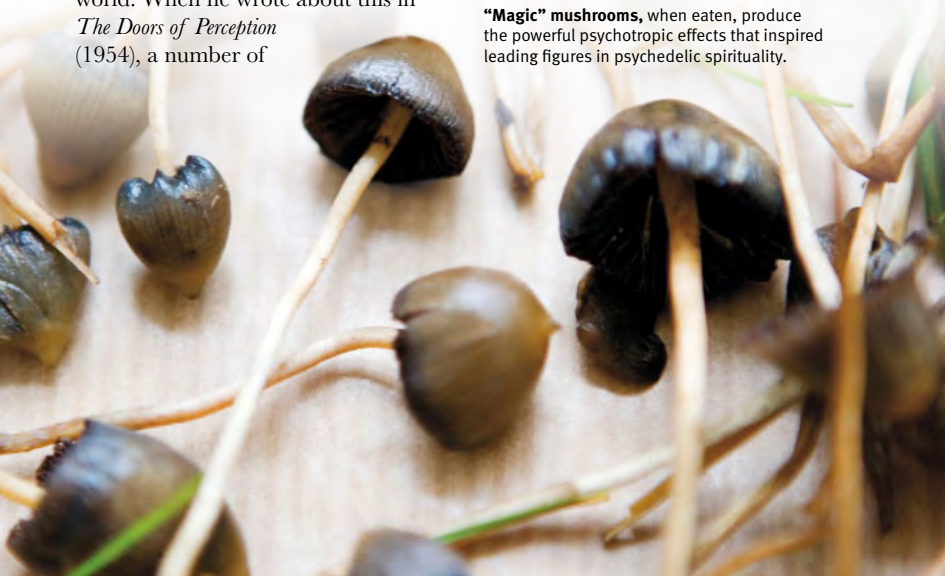 world. When he wrote about this in
The Doors of Perception
(1954), a number of
“Magic” mushrooms, when eaten, produce
the powerful psychotropic effects that inspired
leading figures in psychedelic spirituality.